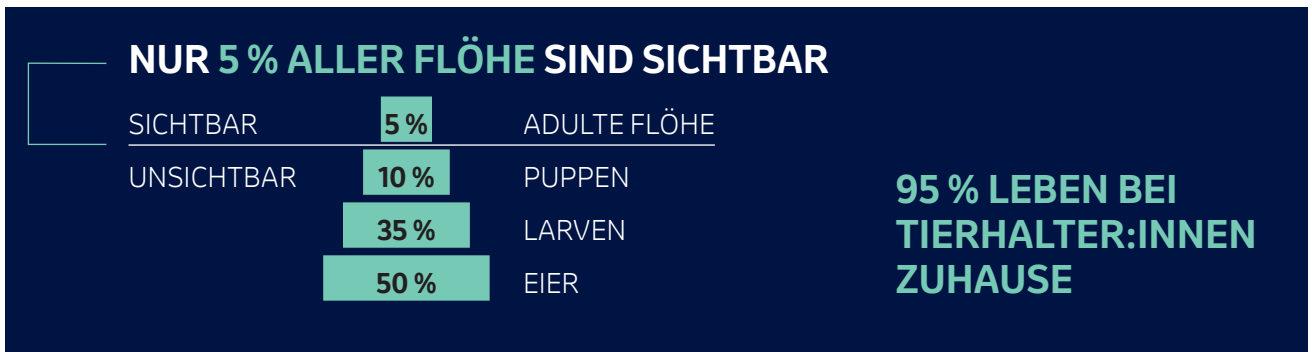 NUR 5 % ALLER FLÖHE SIND SICHTBAR
SICHTBAR 5 % ADULTE FLÖHE
UNSICHTBAR 10 % PUPPEN
35 % LARVEN
50 % EIER
95 % LEBEN BEI
TIERHALTER:INNEN
ZUHAUSE